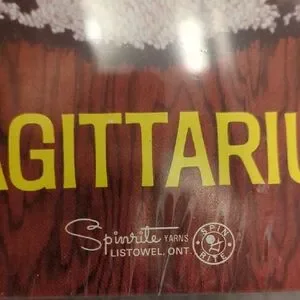 AGITTARIU
Spinrite YARNS
LISTOWEL, ONT
SPIN
RITE